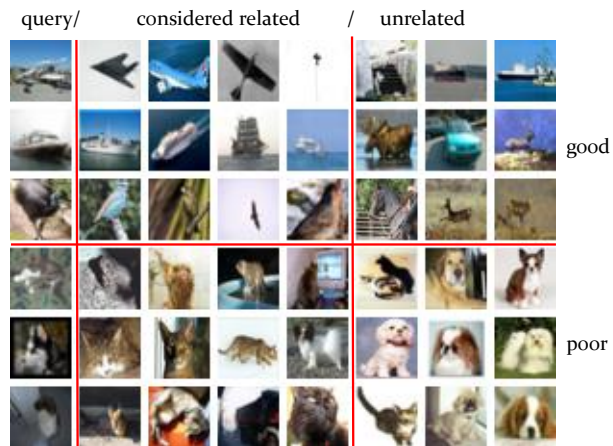 query/ considered related / unrelated
good
poor